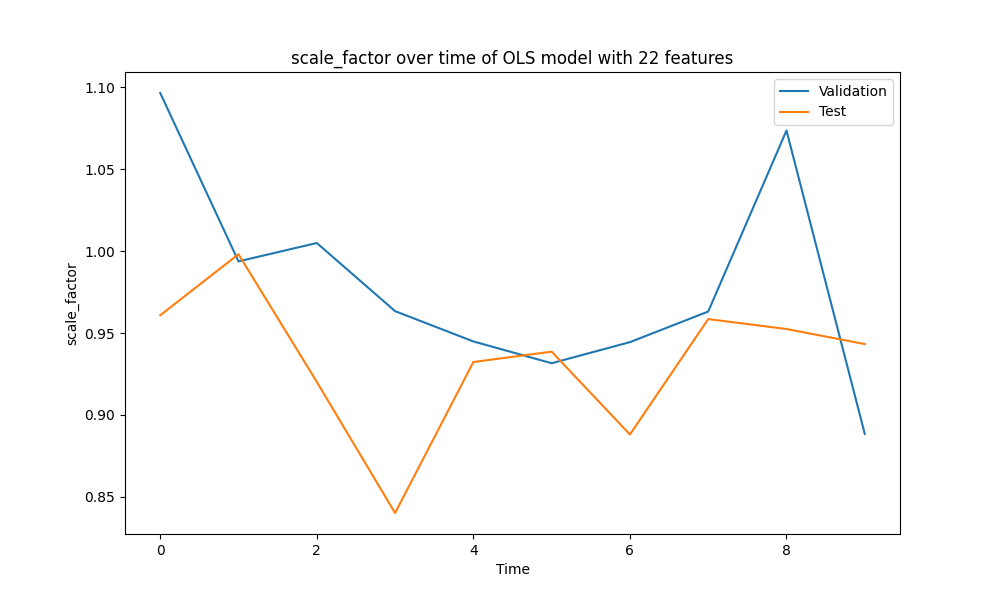 scale_factor over time of OLS model with 22 features
Validation
Test
1.10
1.05
1.00
0.95
0.90
0.85
scale_factor
0
2
4
6
8
Time